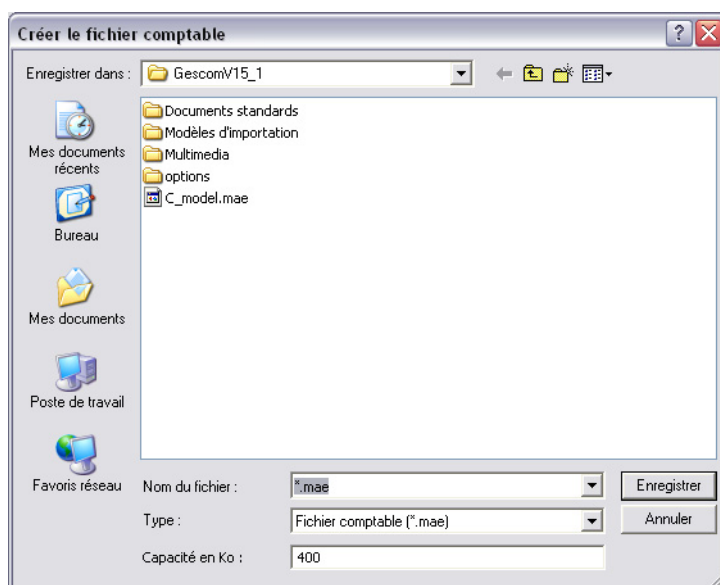 Créer le fichier comptable
Enregistrer dans :
GescomV15_1
Mes documents
récents
Bureau
Mes documents
Poste de travail
Favoris réseau
Documents standards
Modèles d'importation
Multimedia
options
C_model.mae
Nom du fichier :
*.mae
Enregistrer
Type :
Fichier comptable (*.mae)
Annuler
Capacité en Ko :
400